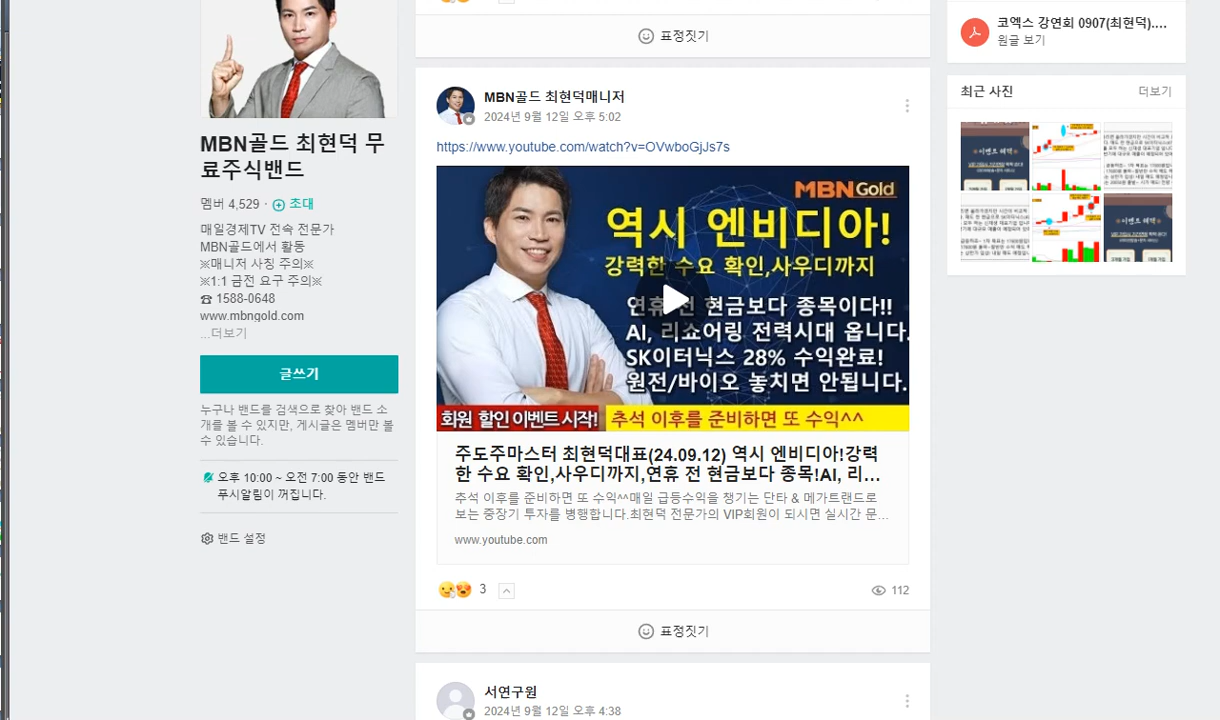 MBN골드 최현덕 무
료주식밴드
멤버 4,529 · 초대
매일경제TV 전속 전문가
MBN골드에서 활동
※매니저 사칭 주의※
※1:1 금전 요구 주의※
☎ 1588-0648
www.mbngold.com
...더보기
글쓰기
누구나 밴드를 검색으로 찾아 밴드 소
개를 볼 수 있지만, 게시글은 멤버만 볼
수 있습니다.
오후 10:00 ~ 오전 7:00 동안 밴드
푸시알림이 꺼집니다.
밴드 설정
표정짓기
MBN골드 최현덕매니저
2024년 9월 12일 오후 5:02
https://www.youtube.com/watch?v=OVwboGjJs7s
MBN Gold
역시 엔비디아!
강력한 수요 확인,사우디까지
연휴 전 현금보다 종목이다!!
AI, 리쇼어링 전력시대 옵니다.
SK이터닉스 28% 수익완료!
원전/바이오 놓치면 안됩니다.
회원 할인 이벤트 시작! 추석 이후를 준비하면 또 수익^^
주도주마스터 최현덕대표(24.09.12) 역시 엔비디아!강력
한 수요 확인,사우디까지,연휴 전 현금보다 종목!AI, 리...
추석 이후를 준비하면 또 수익^^매일 급등수익을 챙기는 단타 & 메가트랜드로
보는 중장기 투자를 병행합니다.최현덕 전문가의 VIP회원이 되시면 실시간 문...
www.youtube.com
3
112
표정짓기
서연구원
2024년 9월 12일 오후 4:38
코엑스 강연회 0907(최현덕)....
원글 보기
최근 사진
더보기
이벤트 혜택
이벤트 혜택